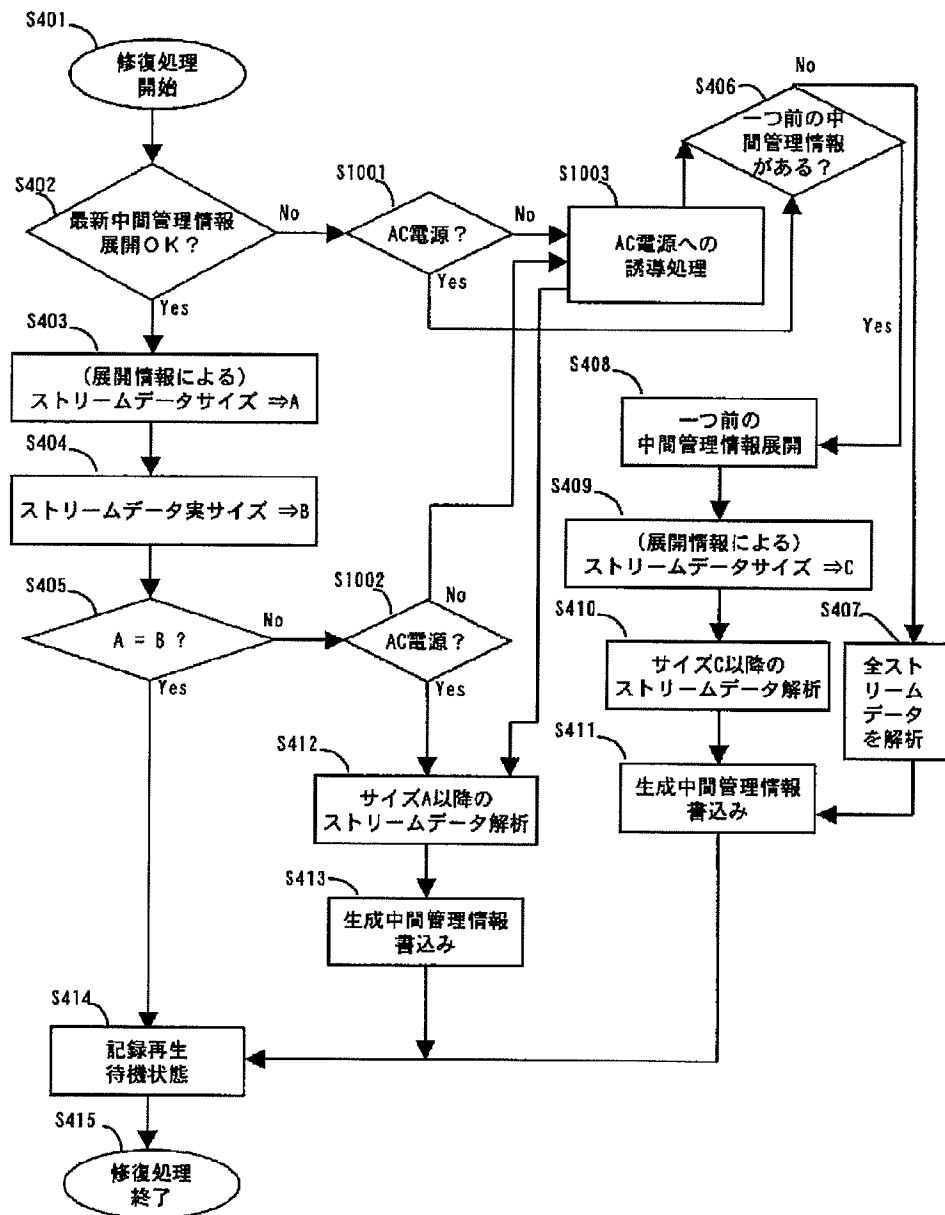 S401
修復処理
開始
S402
最新中間管理情報
展開OK？
No
Yes
S1001
AC電源？
No
Yes
S1003
AC電源への
誘導処理
S406
一つ前の中
間管理情報
がある？
No
Yes
S403
(展開情報による)
ストリームデータサイズ ⇒A
S404
ストリームデータ実サイズ ⇒B
S405
A = B ?
No
Yes
S1002
AC電源？
No
Yes
S408
一つ前の
中間管理情報展開
S409
(展開情報による)
ストリームデータサイズ ⇒C
S410
サイズC以降の
ストリームデータ解析
S407
全スト
リーム
データ
を解析
S411
生成中間管理情報
書込み
S412
サイズA以降の
ストリームデータ解析
S413
生成中間管理情報
書込み
S414
記録再生
待機状態
S415
修復処理
終了